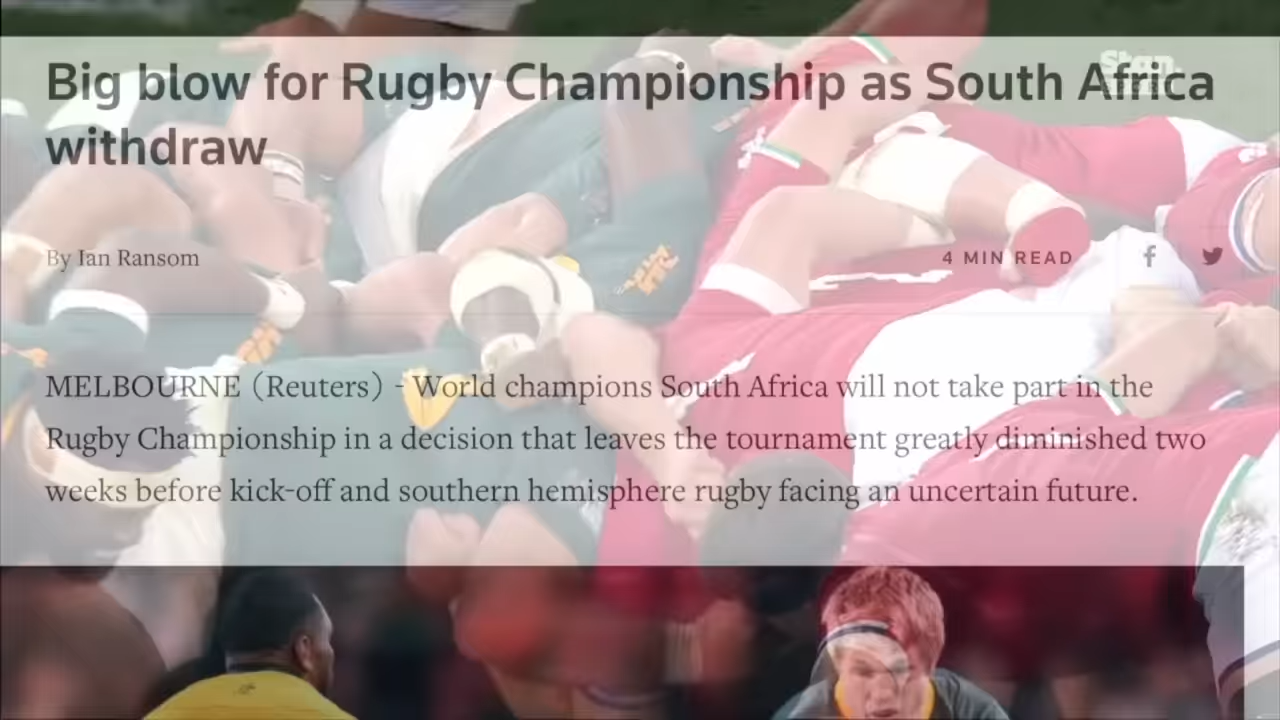 Stan.
Big blow for Rugby Championship as South Africa
withdraw
By Ian Ransom
4 MIN READ
MELBOURNE (Reuters) - World champions South Africa will not take part in the
Rugby Championship in a decision that leaves the tournament greatly diminished two
weeks before kick-off and southern hemisphere rugby facing an uncertain future.